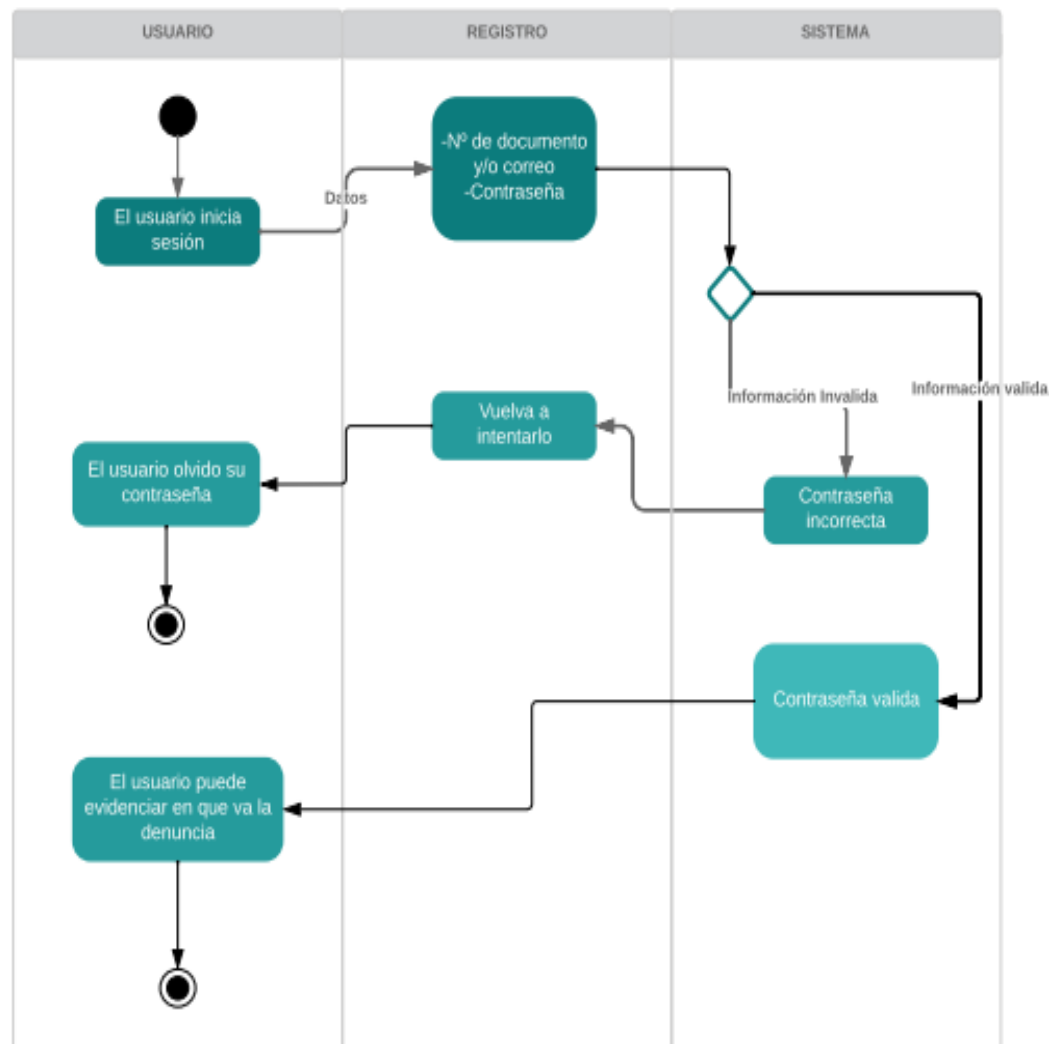 USUARIO
REGISTRO
SISTEMA
-Nº de documento
y/o correo
-Contraseña
Datos
El usuario inicia
sesión
Información Invalida
Información valida
Vuelva a
intentarlo
El usuario olvido su
contraseña
Contraseña
incorrecta
Contraseña valida
El usuario puede
evidenciar en que va la
denuncia